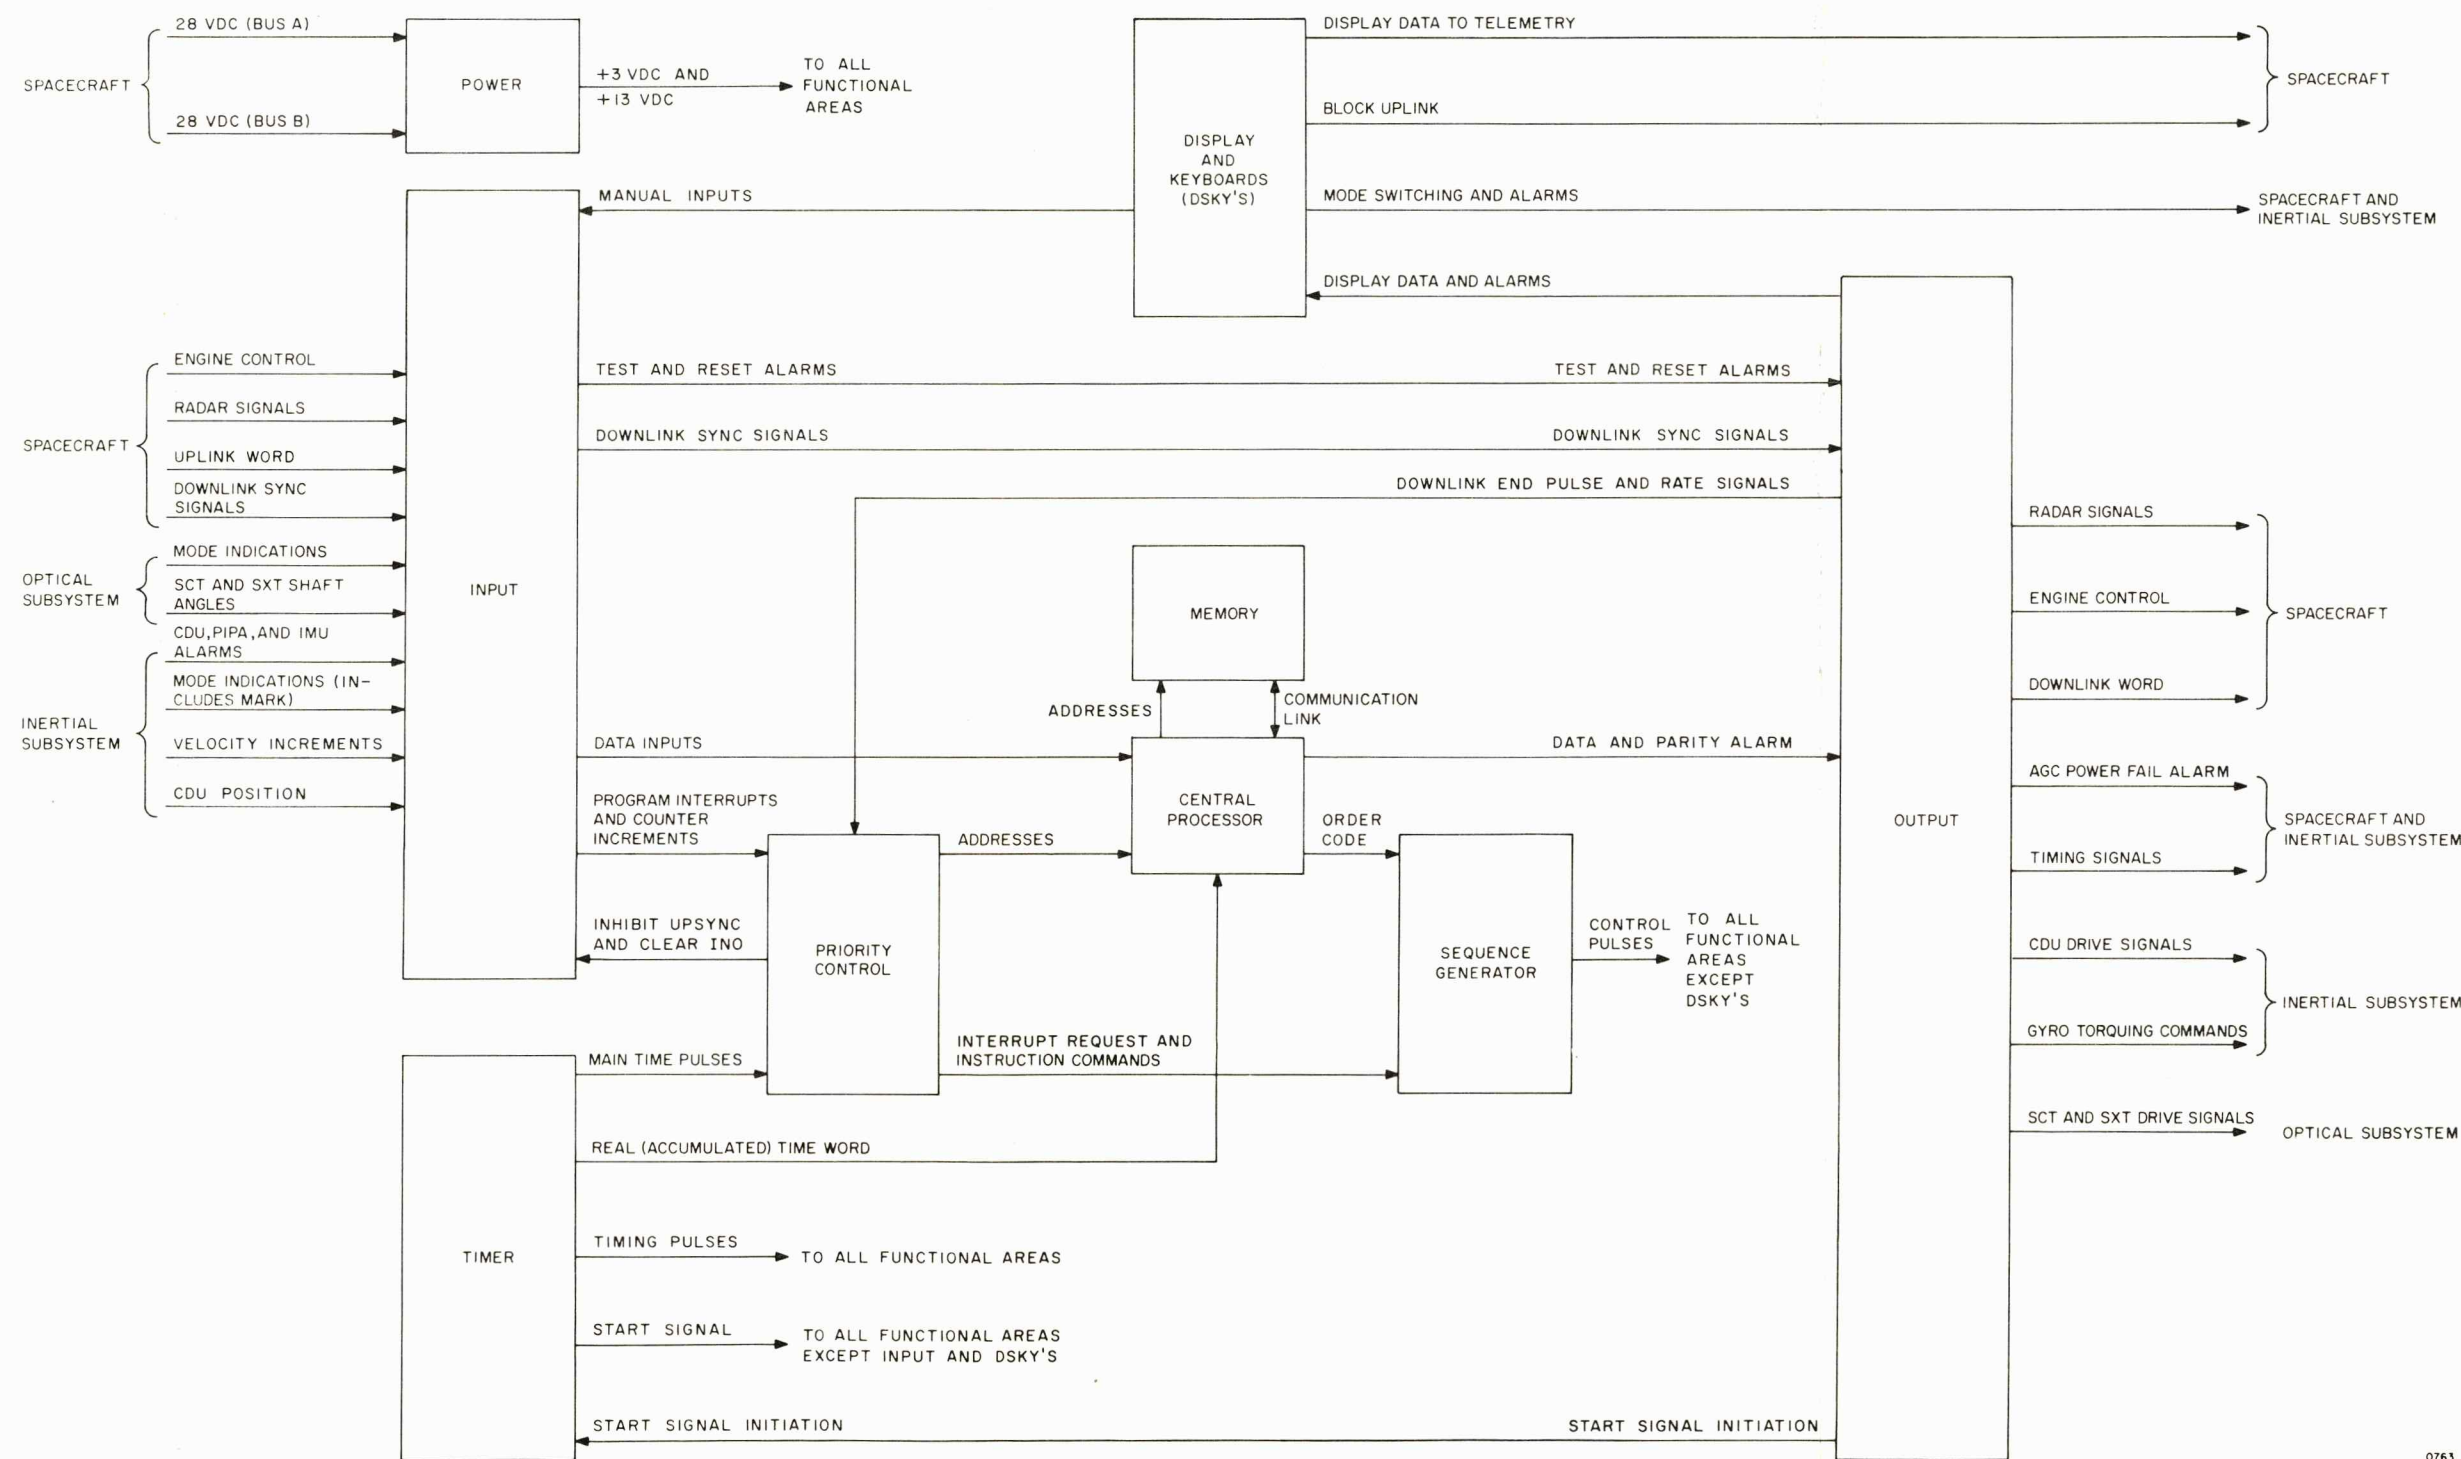 28 VDC (BUS A)
SPACECRAFT
28 VDC (BUS B)
POWER
+3 VDC AND
+13 VDC
TO ALL
FUNCTIONAL
AREAS
DISPLAY
AND
KEYBOARDS
(DSKY'S)
DISPLAY DATA TO TELEMETRY
BLOCK UPLINK
SPACECRAFT
MODE SWITCHING AND ALARMS
SPACECRAFT AND
INERTIAL SUBSYSTEM
DISPLAY DATA AND ALARMS
MANUAL INPUTS
SPACECRAFT
ENGINE CONTROL
RADAR SIGNALS
UPLINK WORD
DOWNLINK SYNC
SIGNALS
OPTICAL
SUBSYSTEM
MODE INDICATIONS
SCT AND SXT SHAFT
ANGLES
INERTIAL
SUBSYSTEM
CDU,PIPA,AND IMU
ALARMS
MODE INDICATIONS (IN-
CLUDES MARK)
VELOCITY INCREMENTS
CDU POSITION
INPUT
TEST AND RESET ALARMS
TEST AND RESET ALARMS
DOWNLINK SYNC SIGNALS
DOWNLINK SYNC SIGNALS
DOWNLINK END PULSE AND RATE SIGNALS
MEMORY
ADDRESSES
COMMUNICATION
LINK
DATA INPUTS
CENTRAL
PROCESSOR
DATA AND PARITY ALARM
PROGRAM INTERRUPTS
AND COUNTER
INCREMENTS
ADDRESSES
ORDER
CODE
INHIBIT UPSYNC
AND CLEAR INO
PRIORITY
CONTROL
SEQUENCE
GENERATOR
CONTROL
PULSES
TO ALL
FUNCTIONAL
AREAS
EXCEPT
DSKY'S
MAIN TIME PULSES
INTERRUPT REQUEST AND
INSTRUCTION COMMANDS
REAL (ACCUMULATED) TIME WORD
TIMER
TIMING PULSES
TO ALL FUNCTIONAL AREAS
START SIGNAL
TO ALL FUNCTIONAL AREAS
EXCEPT INPUT AND DSKY'S
START SIGNAL INITIATION
START SIGNAL INITIATION
OUTPUT
RADAR SIGNALS
ENGINE CONTROL
DOWNLINK WORD
SPACECRAFT
AGC POWER FAIL ALARM
TIMING SIGNALS
SPACECRAFT AND
INERTIAL SUBSYSTEM
CDU DRIVE SIGNALS
GYRO TORQUING COMMANDS
INERTIAL SUBSYSTEM
SCT AND SXT DRIVE SIGNALS
OPTICAL SUBSYSTEM
0763